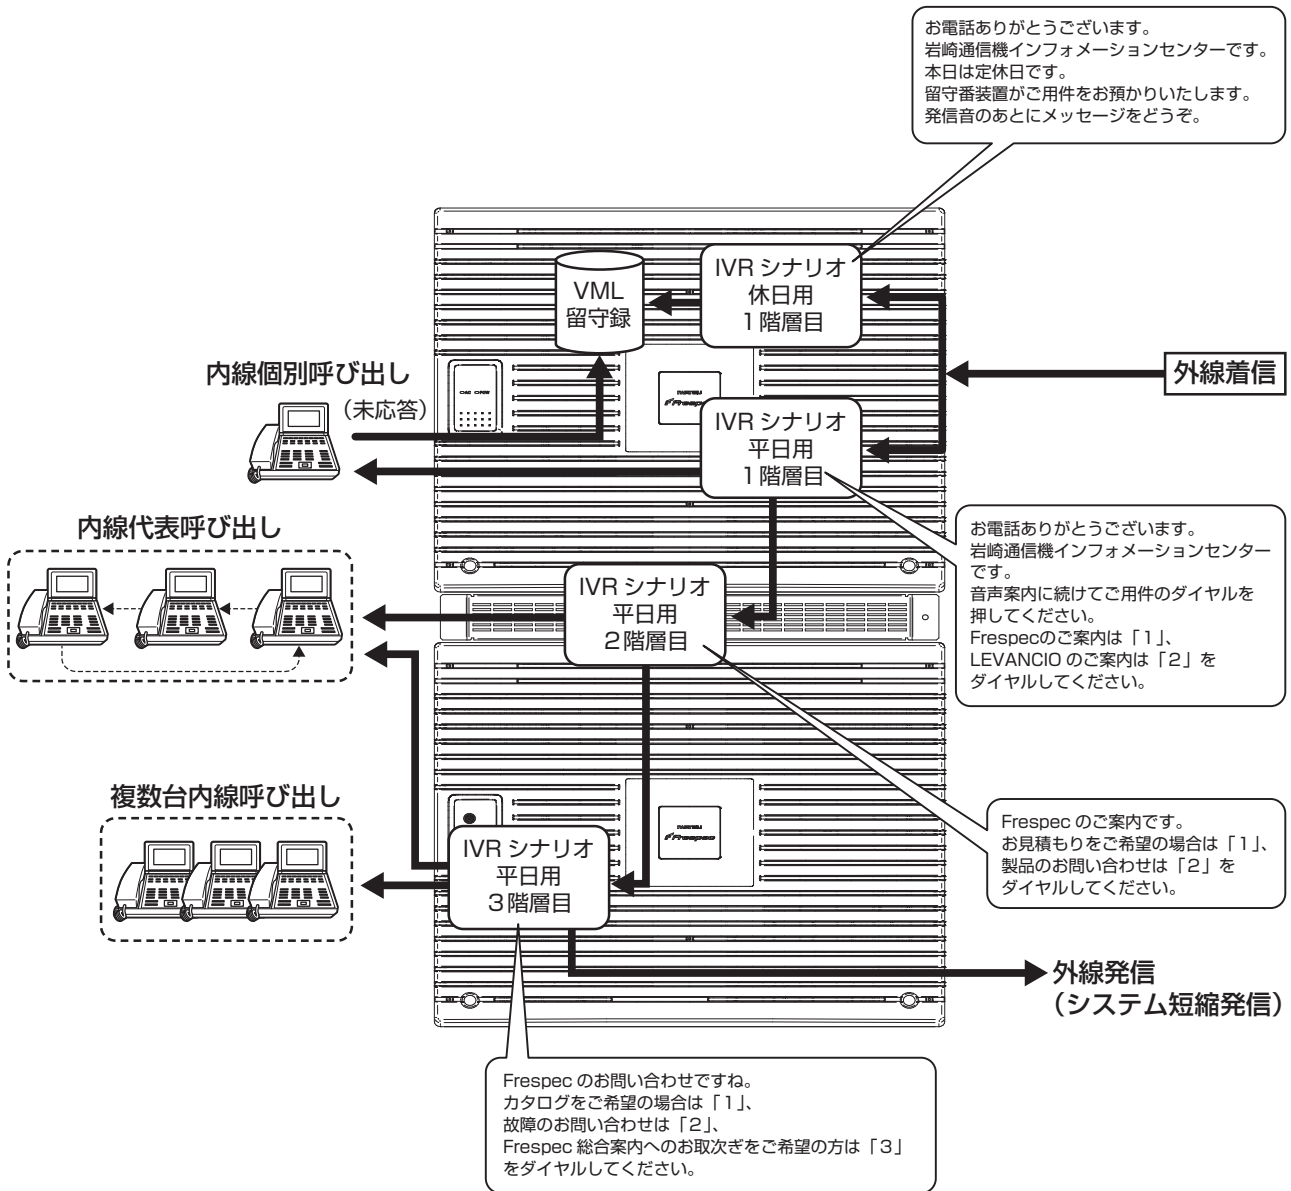 お電話ありがとうございます。
岩崎通信機インフォメーションセンターです。
本日は定休日です。
留守番装置がご用件をお預かりいたします。
発信音のあとにメッセージをどうぞ。
IVR シナリオ
休日用
1階層目
VML
留守録
外線着信
内線個別呼び出し
（未応答）
Frespec
IVR シナリオ
平日用
1階層目
内線代表呼び出し
お電話ありがとうございます。
岩崎通信機インフォメーションセンター
です。
音声案内に続けてご用件のダイヤルを
押してください。
Frespecのご案内は「1」、
LEVANCIO のご案内は「2」を
ダイヤルしてください。
IVR シナリオ
平日用
2階層目
複数台内線呼び出し
Frespec
Frespec のご案内です。
お見積もりをご希望の場合は「1」、
製品のお問い合わせは「2」を
ダイヤルしてください。
IVR シナリオ
平日用
3階層目
外線発信
（システム短縮発信）
Frespec のお問い合わせですね。
カタログをご希望の場合は「1」、
故障のお問い合わせは「2」、
Frespec 総合案内へのお取次ぎをご希望の方は「3」
をダイヤルしてください。